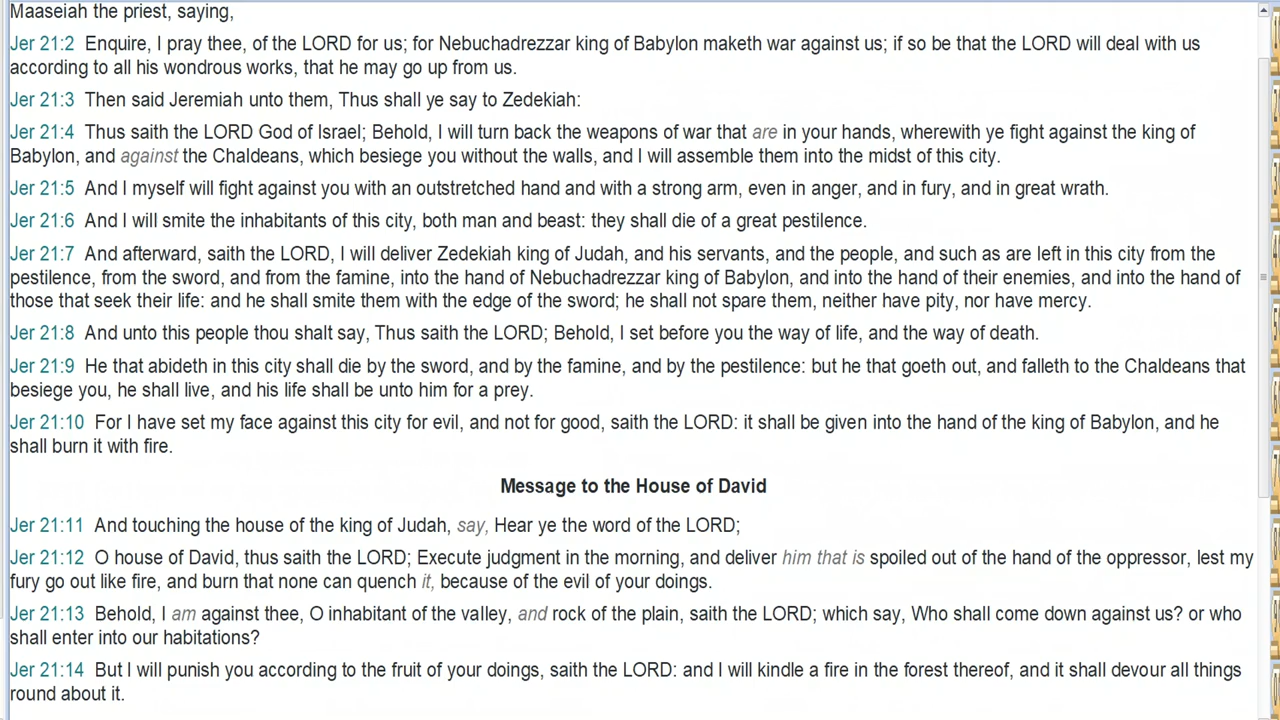 Maaseiah the priest, saying,
Jer 21:2 Enquire, I pray thee, of the LORD for us; for Nebuchadrezzar king of Babylon maketh war against us; if so be that the LORD will deal with us
according to all his wondrous works, that he may go up from us.
Jer 21:3 Then said Jeremiah unto them, Thus shall ye say to Zedekiah:
Jer 21:4 Thus saith the LORD God of Israel; Behold, I will turn back the weapons of war that are in your hands, wherewith ye fight against the king of
Babylon, and against the Chaldeans, which besiege you without the walls, and I will assemble them into the midst of this city.
Jer 21:5 And I myself will fight against you with an outstretched hand and with a strong arm, even in anger, and in fury, and in great wrath.
Jer 21:6 And I will smite the inhabitants of this city, both man and beast: they shall die of a great pestilence.
Jer 21:7 And afterward, saith the LORD, I will deliver Zedekiah king of Judah, and his servants, and the people, and such as are left in this city from the
pestilence, from the sword, and from the famine, into the hand of Nebuchadrezzar king of Babylon, and into the hand of their enemies, and into the hand of
those that seek their life: and he shall smite them with the edge of the sword; he shall not spare them, neither have pity, nor have mercy.
Jer 21:8 And unto this people thou shalt say, Thus saith the LORD; Behold, I set before you the way of life, and the way of death.
Jer 21:9 He that abideth in this city shall die by the sword, and by the famine, and by the pestilence: but he that goeth out, and falleth to the Chaldeans that
besiege you, he shall live, and his life shall be unto him for a prey.
Jer 21:10 For I have set my face against this city for evil, and not for good, saith the LORD: it shall be given into the hand of the king of Babylon, and he
shall burn it with fire.
Message to the House of David
Jer 21:11 And touching the house of the king of Judah, say, Hear ye the word of the LORD;
Jer 21:12 O house of David, thus saith the LORD; Execute judgment in the morning, and deliver him that is spoiled out of the hand of the oppressor, lest my
fury go out like fire, and burn that none can quench it, because of the evil of your doings.
Jer 21:13 Behold, I am against thee, O inhabitant of the valley, and rock of the plain, saith the LORD; which say, Who shall come down against us? or who
shall enter into our habitations?
Jer 21:14 But I will punish you according to the fruit of your doings, saith the LORD: and I will kindle a fire in the forest thereof, and it shall devour all things
round about it.